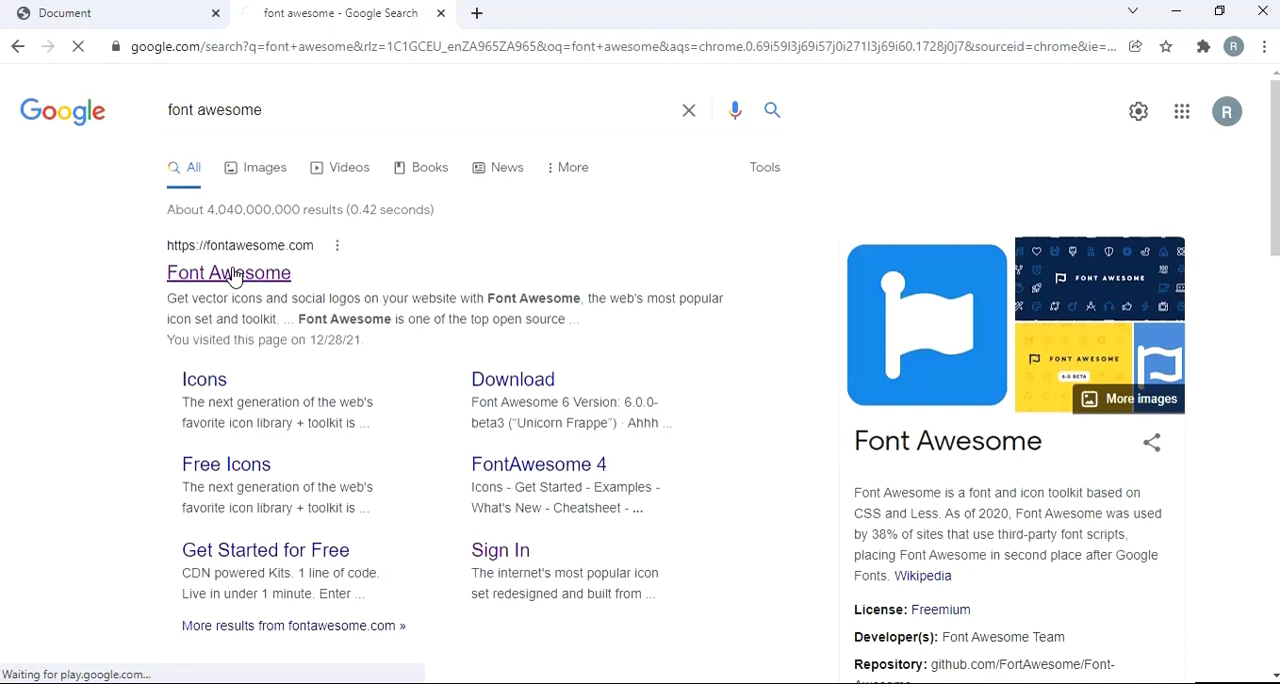 Document
font awesome - Google Search
google.com/search?q=font+awesome&rlz=1C1GCEU_enZA965ZA965&oq=font+awesome&aqs=chrome.0.69i59l3j69i57j0i271l3j69i60.1728j0j7&sourceid=chrome&ie=...
R
Google
font awesome
R
All
Images
Videos
Books
News
More
Tools
About 4,040,000,000 results (0.42 seconds)
https://fontawesome.com
Font Awesome
Get vector icons and social logos on your website with Font Awesome, the web's most popular
icon set and toolkit. ... Font Awesome is one of the top open source ...
You visited this page on 12/28/21.
Icons
The next generation of the web's
favorite icon library + toolkit is ...
Download
Font Awesome 6 Version: 6.0.0-
beta3 (“Unicorn Frappe”) · Ahhh ...
Free Icons
The next generation of the web's
favorite icon library + toolkit is ...
FontAwesome 4
Icons - Get Started - Examples -
What's New - Cheatsheet - ...
Get Started for Free
CDN powered Kits. 1 line of code.
Live in under 1 minute. Enter ...
Sign In
The internet's most popular icon
set redesigned and built from ...
More results from fontawesome.com »
FONT AWESOME
FONT AWESOME
6.0 BETA
More images
Font Awesome
Font Awesome is a font and icon toolkit based on
CSS and Less. As of 2020, Font Awesome was used
by 38% of sites that use third-party font scripts,
placing Font Awesome in second place after Google
Fonts. Wikipedia
License: Freemium
Developer(s): Font Awesome Team
Repository: github.com/FortAwesome/Font-
Awesome
Waiting for play.google.com...